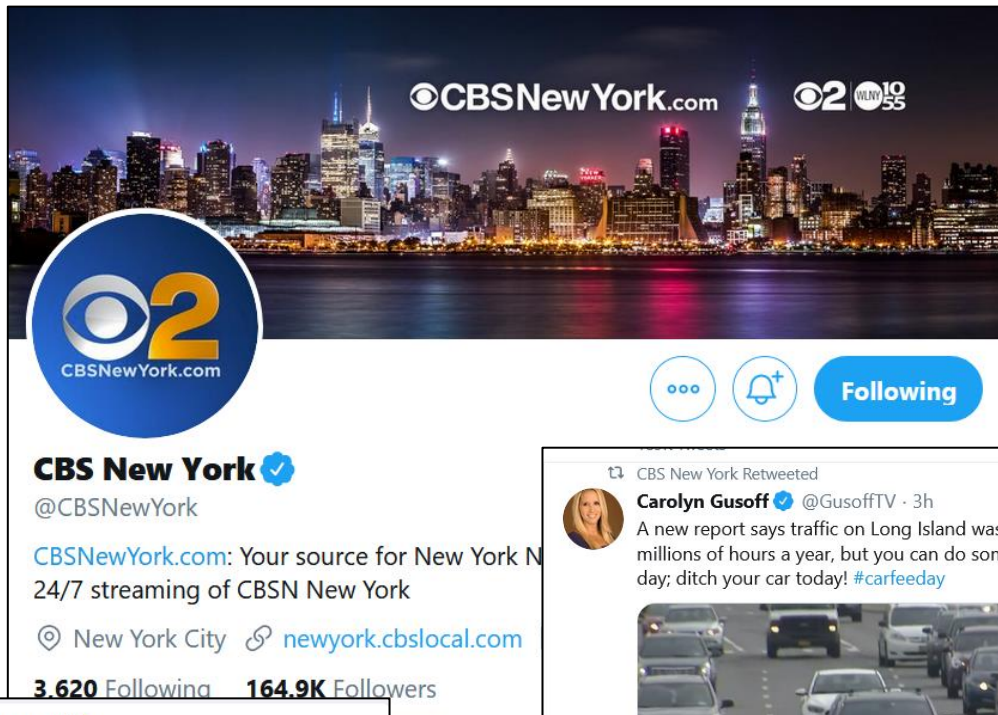 CBSNewYork.com
2 WLNY 10 55
2
CBSNewYork.com
Following
CBS New York
@CBSNewYork
CBSNewYork.com: Your source for New York N
24/7 streaming of CBSN New York
New York City newyork.cbslocal.com
3,620 Following 164.9K Followers
CBS New York Retweeted
Carolyn Gusoff @GusoffTV · 3h
A new report says traffic on Long Island was
millions of hours a year, but you can do som
day; ditch your car today! #carfeeday